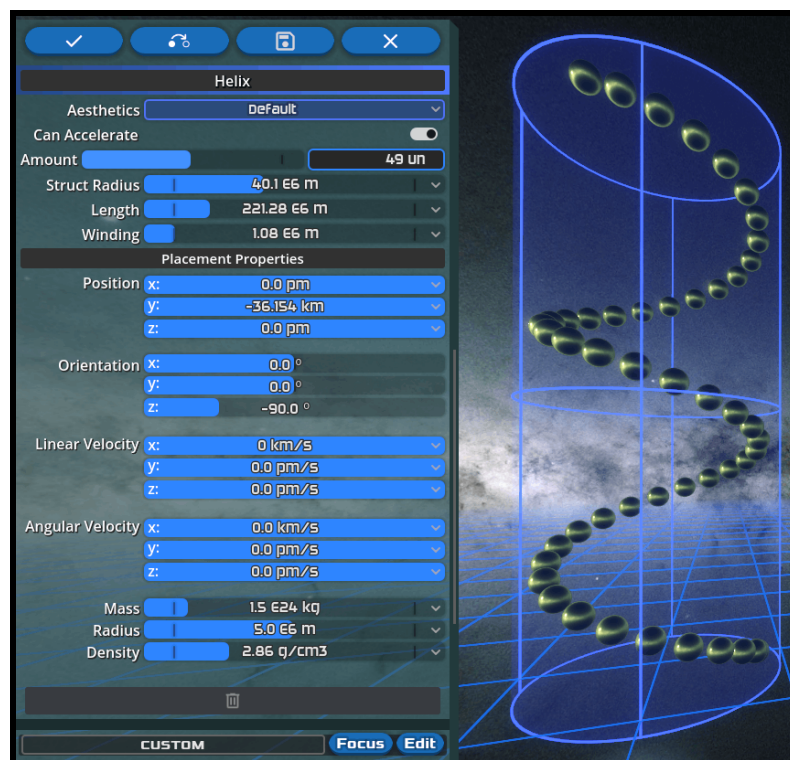 Helix
Aesthetics Default
Can Accelerate
Amount 49 un
Struct Radius 40.1 E6 m
Length 221.28 E6 m
Winding 1.08 E6 m
Placement Properties
Position x: 0.0 pm
y: -36.154 km
z: 0.0 pm
Orientation x: 0.0 °
y: 0.0 °
z: -90.0 °
Linear Velocity x: 0 km/s
y: 0.0 pm/s
z: 0.0 pm/s
Angular Velocity x: 0.0 km/s
y: 0.0 pm/s
z: 0.0 pm/s
Mass 1.5 E24 kg
Radius 5.0 E6 m
Density 2.86 g/cm3
CUSTOM Focus Edit